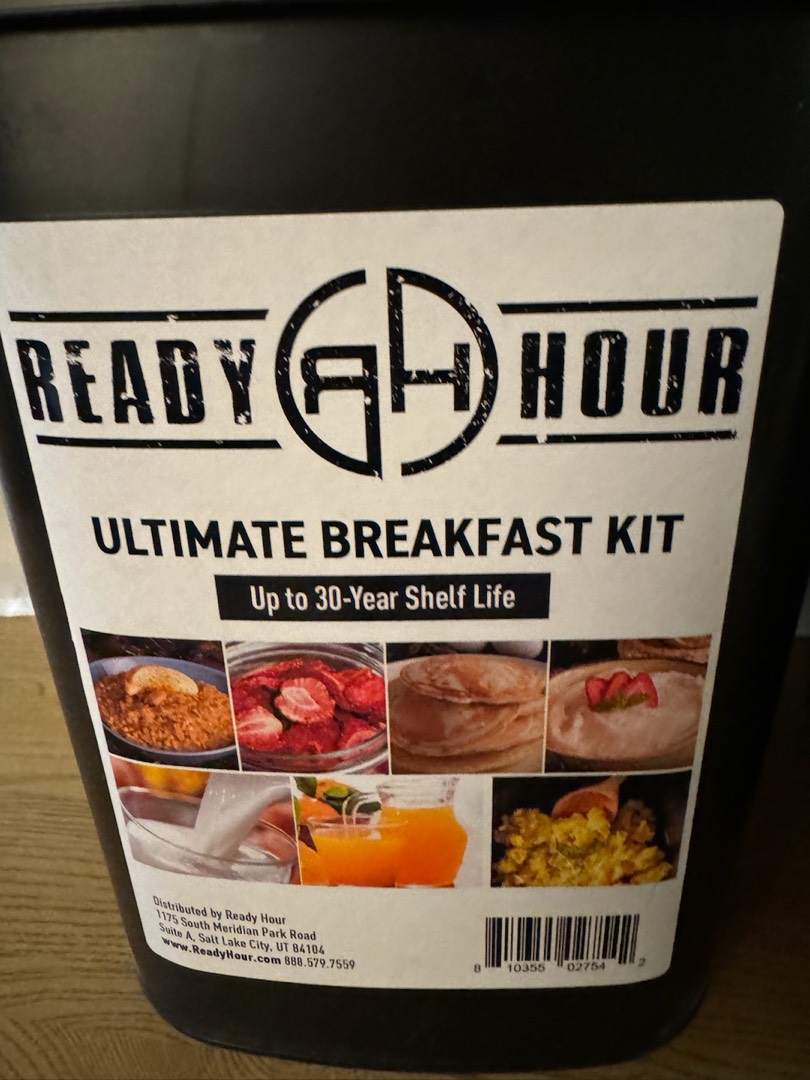 READY RH HOUR
ULTIMATE BREAKFAST KIT
Up to 30-Year Shelf Life
Distributed by Ready Hour
1175 South Meridian Park Road
Suite A, Salt Lake City, UT 84104
www.ReadyHour.com 888.579.7559
8 10355 02754 2